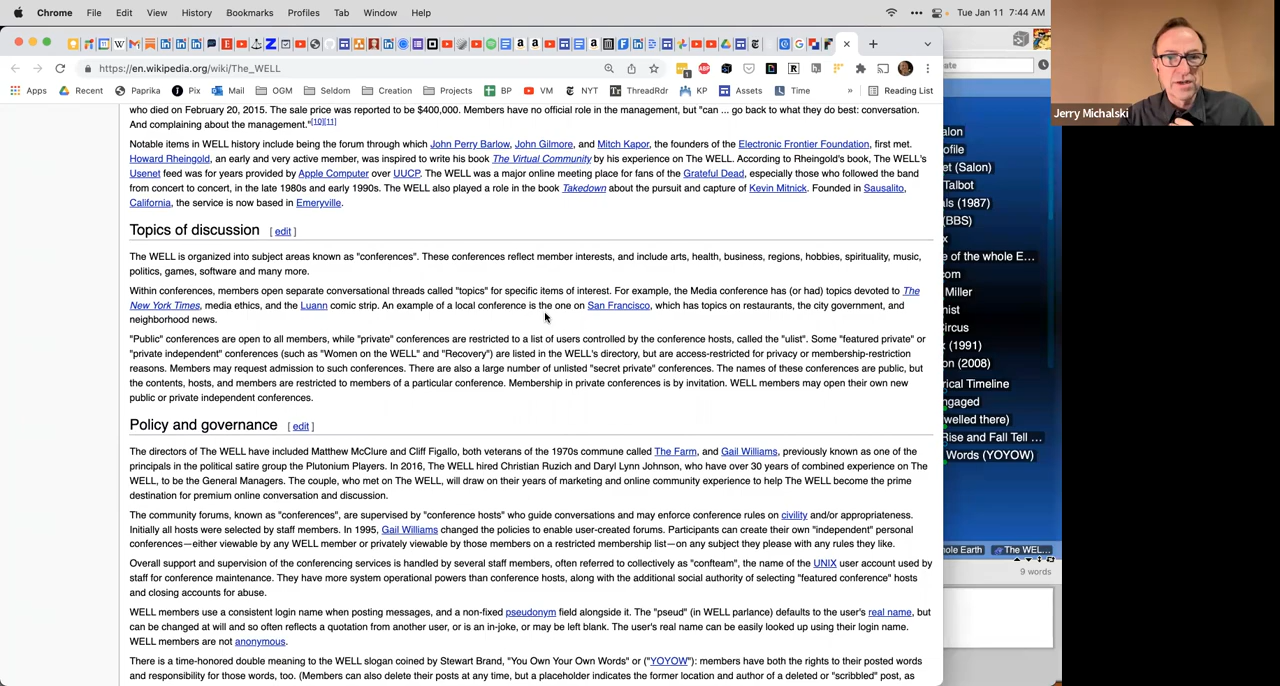 Chrome File Edit View History Bookmarks Profiles Tab Window Help Tue Jan 11 7:44 AM
https://en.wikipedia.org/wiki/The_WELL
Apps Recent Paprika Pix Mail OGM Seldom Creation Projects BP VM NYT ThreadRdr KP Assets Time » Reading List
who died on February 20, 2015. The sale price was reported to be $400,000. Members have no official role in the management, but "can ... go back to what they do best: conversation.
And complaining about the management."[10][11]
Notable items in WELL history include being the forum through which John Perry Barlow, John Gilmore, and Mitch Kapor, the founders of the Electronic Frontier Foundation, first met.
Howard Rheingold, an early and very active member, was inspired to write his book The Virtual Community by his experience on The WELL. According to Rheingold's book, The WELL's
Usenet feed was for years provided by Apple Computer over UUCP. The WELL was a major online meeting place for fans of the Grateful Dead, especially those who followed the band
from concert to concert, in the late 1980s and early 1990s. The WELL also played a role in the book Takedown about the pursuit and capture of Kevin Mitnick. Founded in Sausalito,
California, the service is now based in Emeryville.
Topics of discussion [ edit ]
The WELL is organized into subject areas known as "conferences". These conferences reflect member interests, and include arts, health, business, regions, hobbies, spirituality, music,
politics, games, software and many more.
Within conferences, members open separate conversational threads called "topics" for specific items of interest. For example, the Media conference has (or had) topics devoted to The
New York Times, media ethics, and the Luann comic strip. An example of a local conference is the one on San Francisco, which has topics on restaurants, the city government, and
neighborhood news.
"Public" conferences are open to all members, while "private" conferences are restricted to a list of users controlled by the conference hosts, called the "ulist". Some "featured private" or
"private independent" conferences (such as "Women on the WELL" and "Recovery") are listed in the WELL's directory, but are access-restricted for privacy or membership-restriction
reasons. Members may request admission to such conferences. There are also a large number of unlisted "secret private" conferences. The names of these conferences are public, but
the contents, hosts, and members are restricted to members of a particular conference. Membership in private conferences is by invitation. WELL members may open their own new
public or private independent conferences.
Policy and governance [ edit ]
The directors of The WELL have included Matthew McClure and Cliff Figallo, both veterans of the 1970s commune called The Farm, and Gail Williams, previously known as one of the
principals in the political satire group the Plutonium Players. In 2016, The WELL hired Christian Ruzich and Daryl Lynn Johnson, who have over 30 years of combined experience on The
WELL, to be the General Managers. The couple, who met on The WELL, will draw on their years of marketing and online community experience to help The WELL become the prime
destination for premium online conversation and discussion.
The community forums, known as "conferences", are supervised by "conference hosts" who guide conversations and may enforce conference rules on civility and/or appropriateness.
Initially all hosts were selected by staff members. In 1995, Gail Williams changed the policies to enable user-created forums. Participants can create their own "independent" personal
conferences—either viewable by any WELL member or privately viewable by those members on a restricted membership list—on any subject they please with any rules they like.
Overall support and supervision of the conferencing services is handled by several staff members, often referred to collectively as "confteam", the name of the UNIX user account used by
staff for conference maintenance. They have more system operational powers than conference hosts, along with the additional social authority of selecting "featured conference" hosts
and closing accounts for abuse.
WELL members use a consistent login name when posting messages, and a non-fixed pseudonym field alongside it. The "pseud" (in WELL parlance) defaults to the user's real name, but
can be changed at will and so often reflects a quotation from another user, or is an in-joke, or may be left blank. The user's real name can be easily looked up using their login name.
WELL members are not anonymous.
There is a time-honored double meaning to the WELL slogan coined by Stewart Brand, "You Own Your Own Words" or ("YOYOW"): members have both the rights to their posted words
and responsibility for those words, too. (Members can also delete their posts at any time, but a placeholder indicates the former location and author of a deleted or "scribbled" post, as
ate
alon
ofile
et (Salon)
Talbot
als (1987)
(BBS)
x
e of the whole E...
com
Miller
nist
Circus
x (1991)
on (2008)
rical Timeline
ngaged
welled there)
Rise and Fall Tell ...
Words (YOYOW)
hole Earth The WEL...
9 words
Jerry Michalski